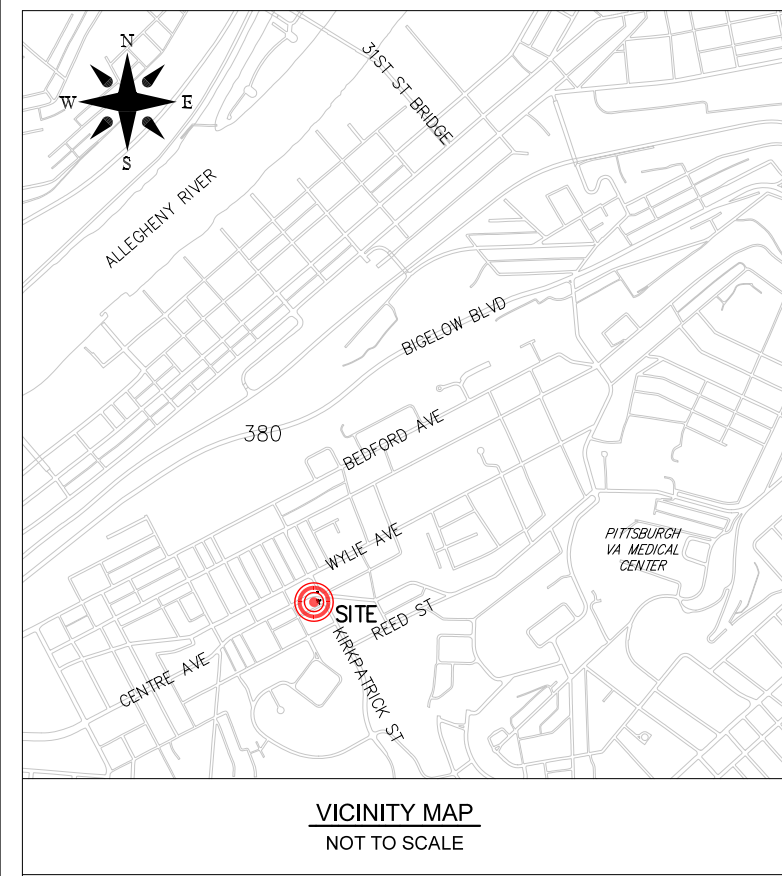 N
W
E
S
31ST ST BRIDGE
ALLEGHENY RIVER
BIGELOW BLVD
380
BEDFORD AVE
WYLIE AVE
PITTSBURGH
VA MEDICAL
CENTER
SITE
REED ST
KIRKPATRICK ST
CENTRE AVE
VICINITY MAP
NOT TO SCALE